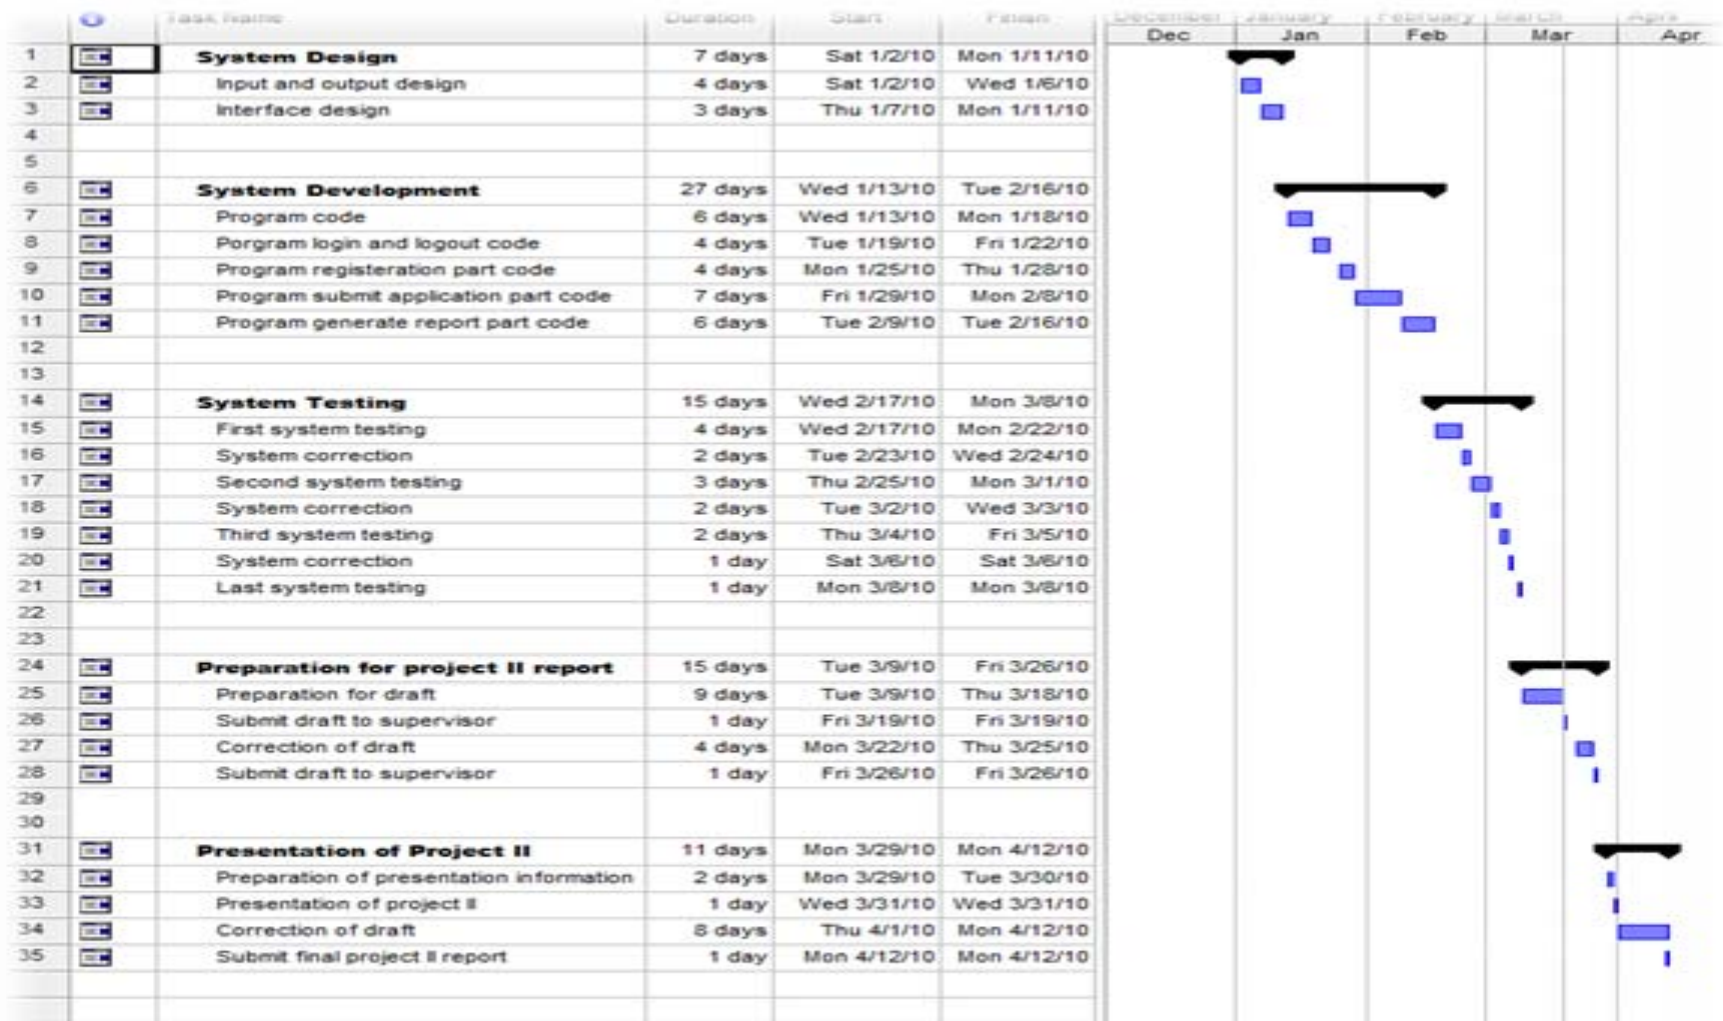 Task Name Duration Start Finish December January February March April
Dec Jan Feb Mar Apr
1 System Design 7 days Sat 1/2/10 Mon 1/11/10
2 Input and output design 4 days Sat 1/2/10 Wed 1/6/10
3 Interface design 3 days Thu 1/7/10 Mon 1/11/10
4
5
6 System Development 27 days Wed 1/13/10 Tue 2/16/10
7 Program code 6 days Wed 1/13/10 Mon 1/18/10
8 Porgram login and logout code 4 days Tue 1/19/10 Fri 1/22/10
9 Program registeration part code 4 days Mon 1/25/10 Thu 1/28/10
10 Program submit application part code 7 days Fri 1/29/10 Mon 2/8/10
11 Program generate report part code 6 days Tue 2/9/10 Tue 2/16/10
12
13
14 System Testing 15 days Wed 2/17/10 Mon 3/8/10
15 First system testing 4 days Wed 2/17/10 Mon 2/22/10
16 System correction 2 days Tue 2/23/10 Wed 2/24/10
17 Second system testing 3 days Thu 2/25/10 Mon 3/1/10
18 System correction 2 days Tue 3/2/10 Wed 3/3/10
19 Third system testing 2 days Thu 3/4/10 Fri 3/5/10
20 System correction 1 day Sat 3/6/10 Sat 3/6/10
21 Last system testing 1 day Mon 3/8/10 Mon 3/8/10
22
23
24 Preparation for project II report 15 days Tue 3/9/10 Fri 3/26/10
25 Preparation for draft 9 days Tue 3/9/10 Thu 3/18/10
26 Submit draft to supervisor 1 day Fri 3/19/10 Fri 3/19/10
27 Correction of draft 4 days Mon 3/22/10 Thu 3/25/10
28 Submit draft to supervisor 1 day Fri 3/26/10 Fri 3/26/10
29
30
31 Presentation of Project II 11 days Mon 3/29/10 Mon 4/12/10
32 Preparation of presentation information 2 days Mon 3/29/10 Tue 3/30/10
33 Presentation of project II 1 day Wed 3/31/10 Wed 3/31/10
34 Correction of draft 8 days Thu 4/1/10 Mon 4/12/10
35 Submit final project II report 1 day Mon 4/12/10 Mon 4/12/10